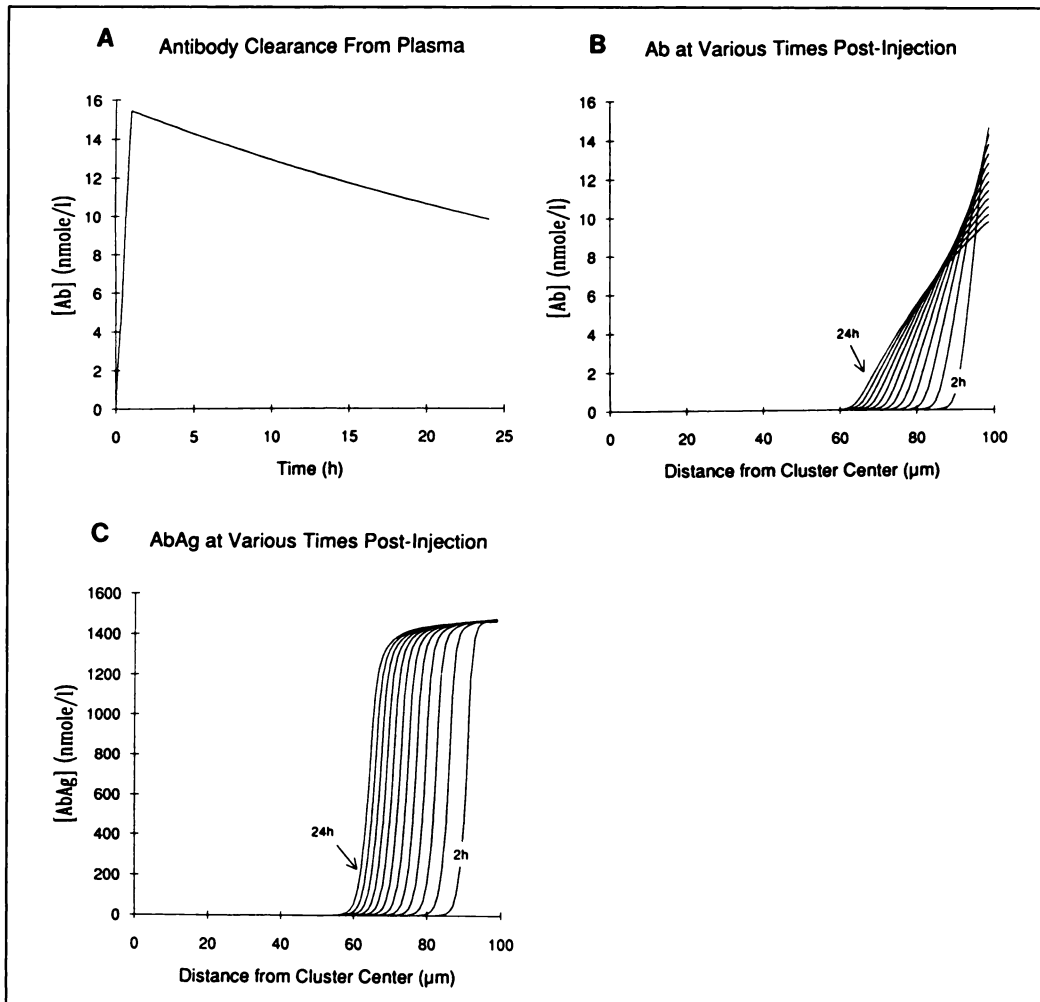 A
Antibody Clearance From Plasma
[Ab] (nmole/l)
16
14
12
10
8
6
4
2
0
0 5 10 15 20 25
Time (h)
B
Ab at Various Times Post-Injection
[Ab] (nmole/l)
16
14
12
10
8
6
4
2
0
24h
2h
0 20 40 60 80 100
Distance from Cluster Center (µm)
C
AbAg at Various Times Post-Injection
[AbAg] (nmole/l)
1600
1400
1200
1000
800
600
400
200
0
24h
2h
0 20 40 60 80 100
Distance from Cluster Center (µm)